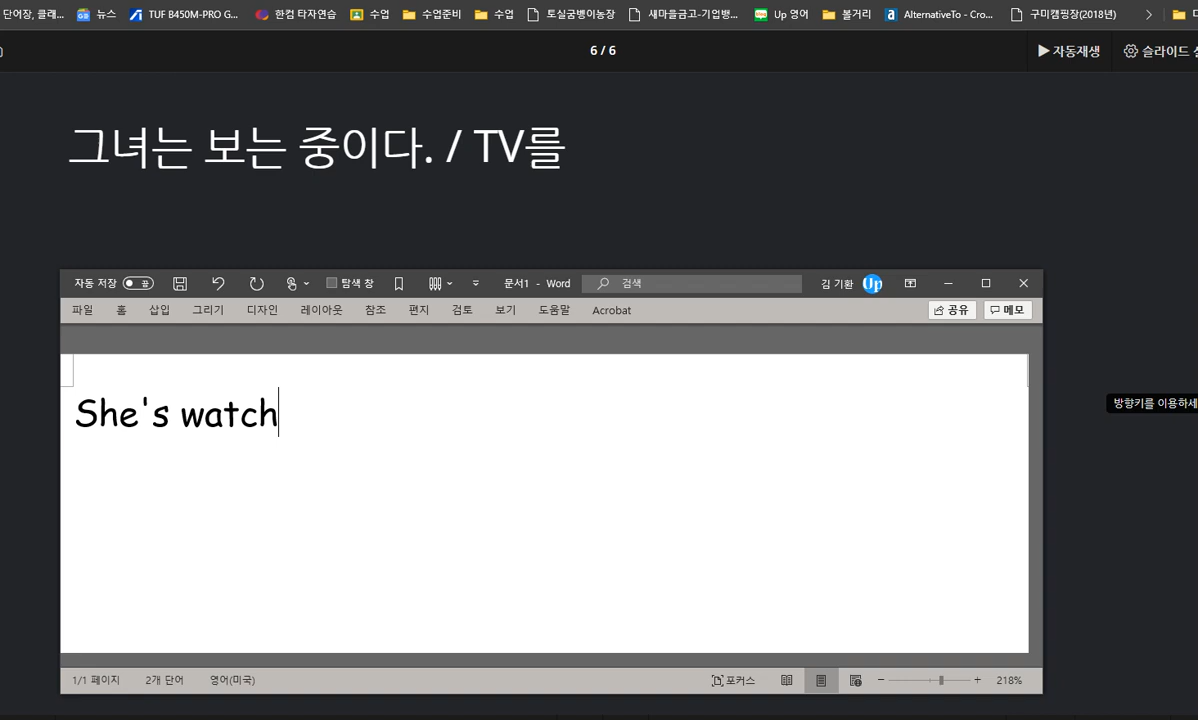 단어장, 클래... 뉴스 TUF B450M-PRO G... 한컴 타자연습 수업 수업준비 수업 토실굼벵이농장 새마을금고-기업뱅... Up 영어 볼거리 AlternativeTo - Cro... 구미캠핑장(2018년)
6 / 6 자동재생 슬라이드
그녀는 보는 중이다. / TV를
자동 저장 끔 탐색 창 문서1 - Word 검색 김 기환 Up
파일 홈 삽입 그리기 디자인 레이아웃 참조 편지 검토 보기 도움말 Acrobat 공유 메모
방향키를 이용하세
She's watch
1/1 페이지 2개 단어 영어(미국) 포커스 218%